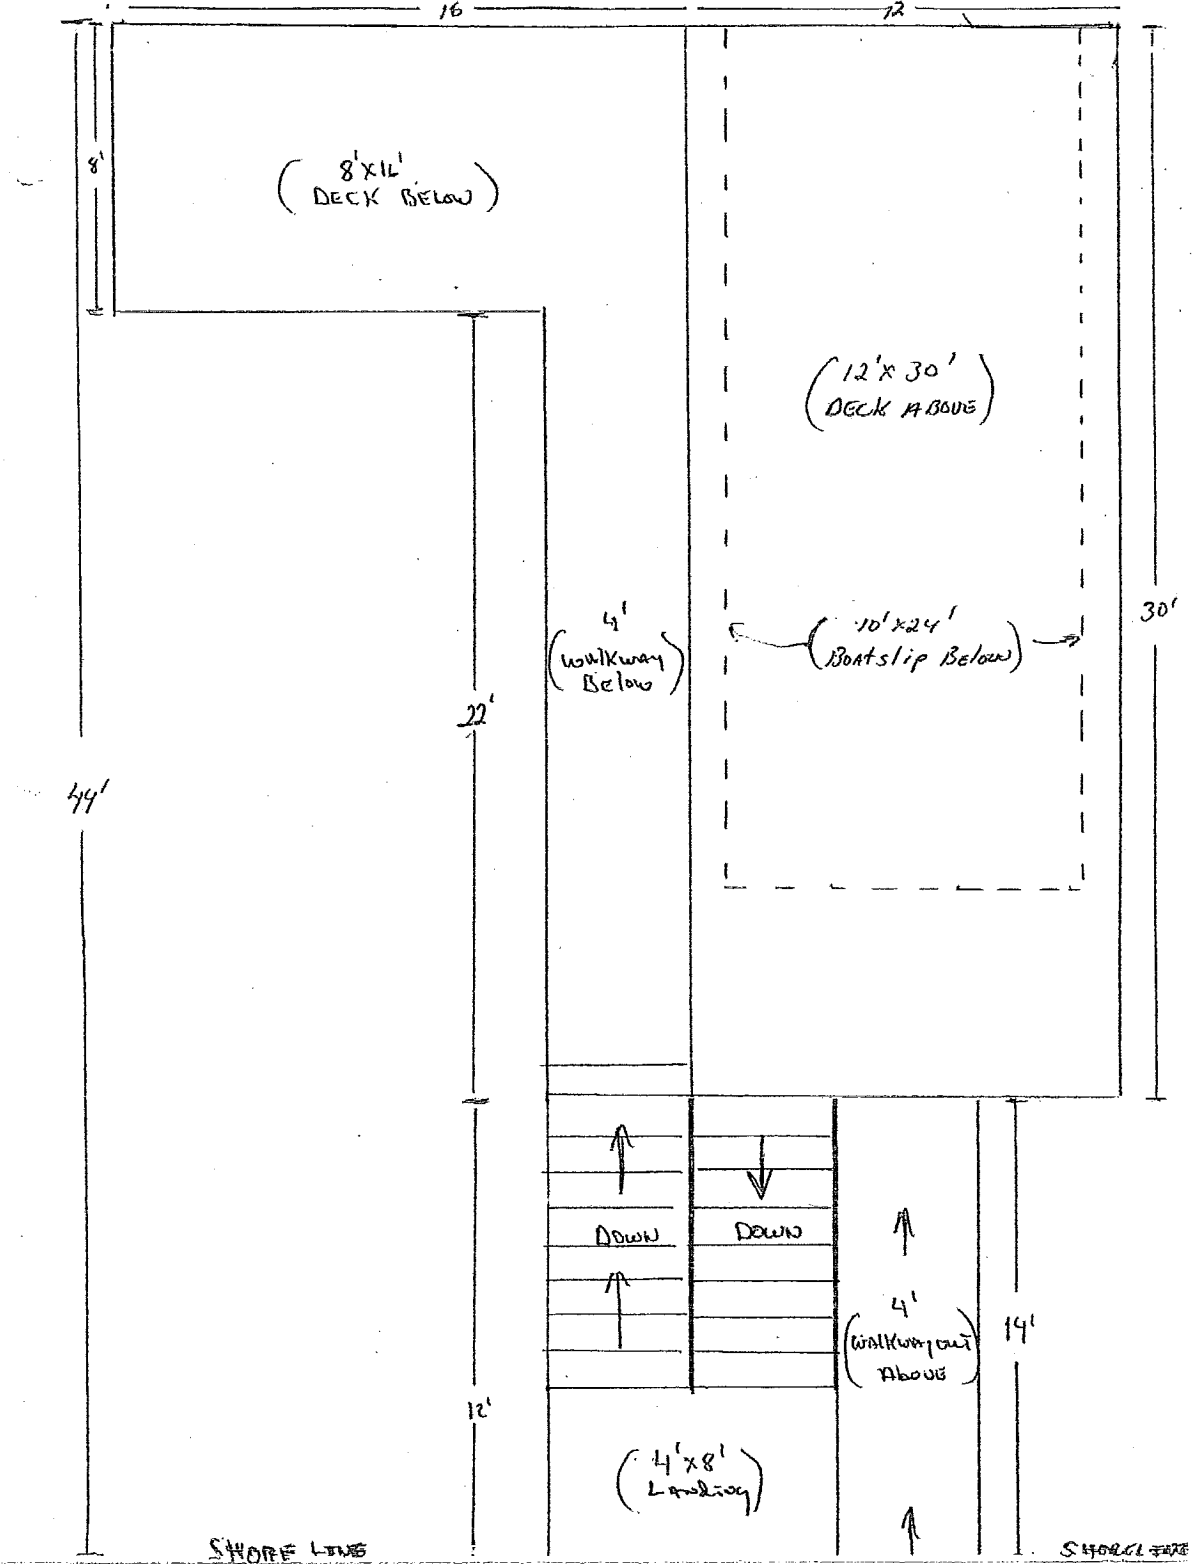 16
12
8'
(8'x16'
DECK BELOW)
(12'x 30'
DECK ABOVE)
4'
(WALKWAY
BELOW)
(10'x24'
BOATSLIP BELOW)
30'
22'
44'
DOWN
DOWN
4'
(WALKWAY OUT
ABOVE)
14'
12'
(4'x8'
LANDING)
SHORE LINE
SHORELINE